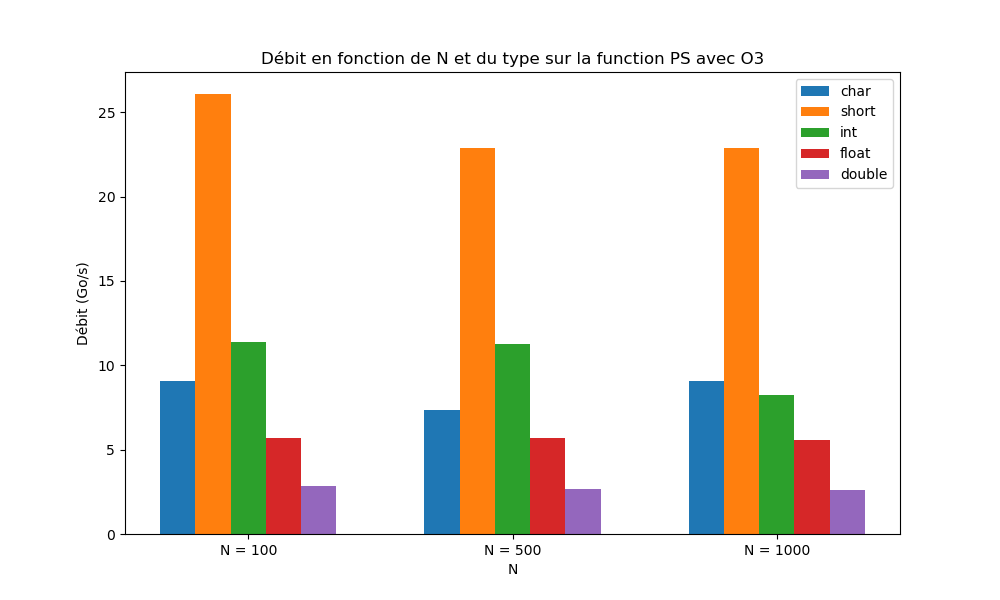 Débit en fonction de N et du type sur la function PS avec O3
char
short
int
float
double
Débit (Go/s)
25
20
15
10
5
0
N = 100
N = 500
N = 1000
N